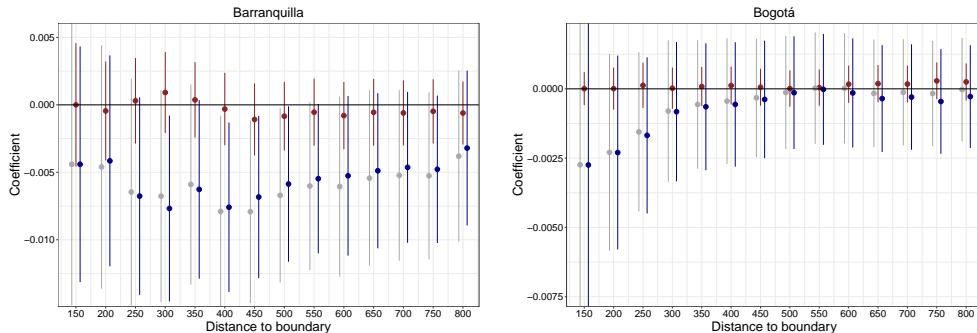 Barranquilla
0.005
0.000
−0.005
−0.010
Coefficient
150 200 250 300 350 400 450 500 550 600 650 700 750 800
Distance to boundary
Bogotá
0.0025
0.0000
−0.0025
−0.0050
−0.0075
Coefficient
150 200 250 300 350 400 450 500 550 600 650 700 750 800
Distance to boundary